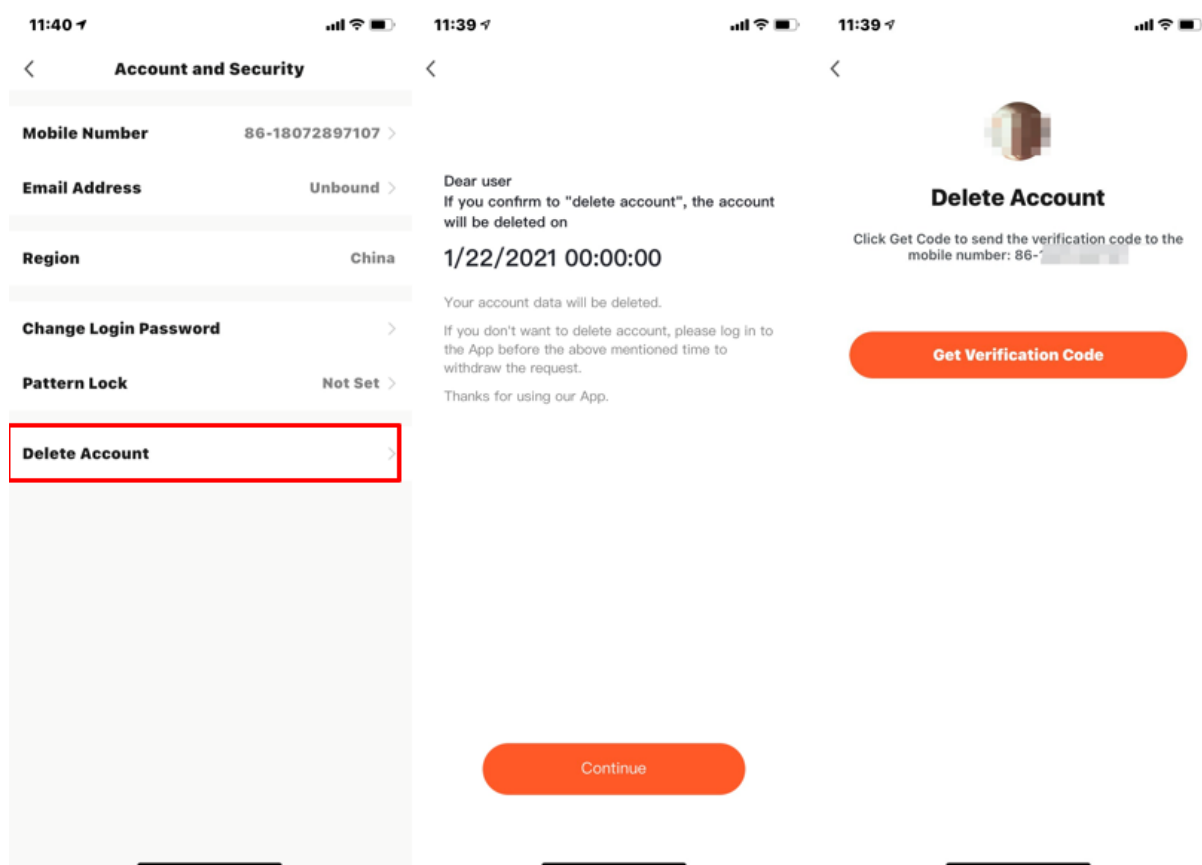 11:40
Account and Security
Mobile Number 86-18072897107
Email Address Unbound
Region China
Change Login Password
Pattern Lock Not Set
Delete Account
11:39
Dear user
If you confirm to "delete account", the account
will be deleted on
1/22/2021 00:00:00
Your account data will be deleted.
If you don't want to delete account, please log in to
the App before the above mentioned time to
withdraw the request.
Thanks for using our App.
Continue
11:39
Delete Account
Click Get Code to send the verification code to the
mobile number: 86-
Get Verification Code